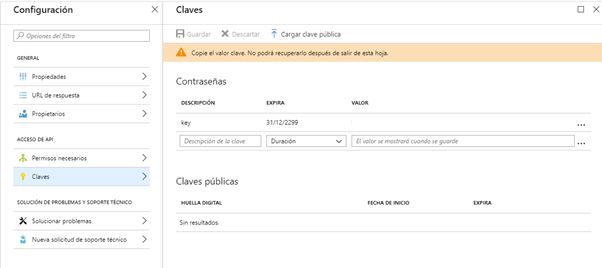 Configuración
Opciones del filtro
GENERAL
Propiedades
URL de respuesta
Propietarios
ACCESO DE API
Permisos necesarios
Claves
SOLUCIÓN DE PROBLEMAS Y SOPORTE TÉCNICO
Solucionar problemas
Nueva solicitud de soporte técnico
Claves
Guardar Descartar Cargar clave pública
Copie el valor clave. No podrá recuperarlo después de salir de esta hoja.
Contraseñas
DESCRIPCIÓN EXPIRA VALOR
key 31/12/2299 ...
Descripción de la clave Duración El valor se mostrará cuando se guarde ...
Claves públicas
HUELLA DIGITAL FECHA DE INICIO EXPIRA
Sin resultados.